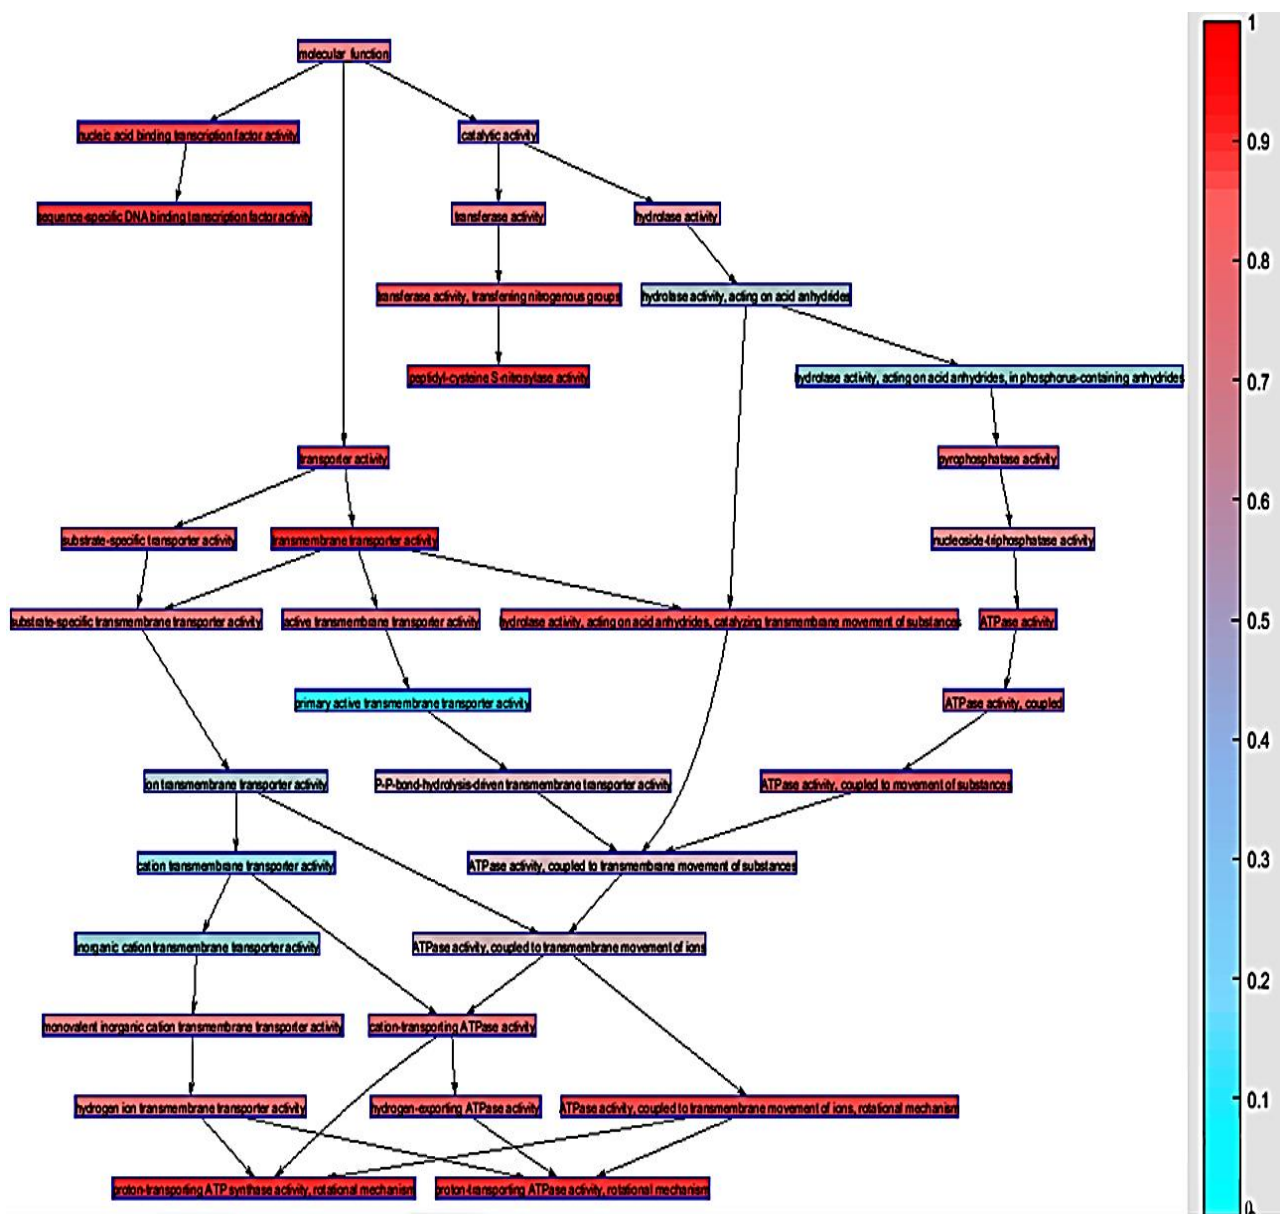 molecular_function
nucleic acid binding transcription factor activity
catalytic activity
sequence-specific DNA binding transcription factor activity
transferase activity
hydrolase activity
transferase activity, transferring nitrogenous groups
hydrolase activity, acting on acid anhydrides
peptidyl-cysteine S-nitrosylase activity
hydrolase activity, acting on acid anhydrides, in phosphorus-containing anhydrides
transporter activity
pyrophosphatase activity
substrate-specific transporter activity
transmembrane transporter activity
nucleoside-triphosphatase activity
substrate-specific transmembrane transporter activity
active transmembrane transporter activity
hydrolase activity, acting on acid anhydrides, catalyzing transmembrane movement of substances
ATPase activity
primary active transmembrane transporter activity
ATPase activity, coupled
ion transmembrane transporter activity
P-P-bond-hydrolysis-driven transmembrane transporter activity
ATPase activity, coupled to movement of substances
cation transmembrane transporter activity
ATPase activity, coupled to transmembrane movement of substances
inorganic cation transmembrane transporter activity
ATPase activity, coupled to transmembrane movement of ions
monovalent inorganic cation transmembrane transporter activity
cation-transporting ATPase activity
hydrogen ion transmembrane transporter activity
hydrogen-exporting ATPase activity
ATPase activity, coupled to transmembrane movement of ions, rotational mechanism
proton-transporting ATP synthase activity, rotational mechanism
proton-transporting ATPase activity, rotational mechanism
1
0.9
0.8
0.7
0.6
0.5
0.4
0.3
0.2
0.1
0